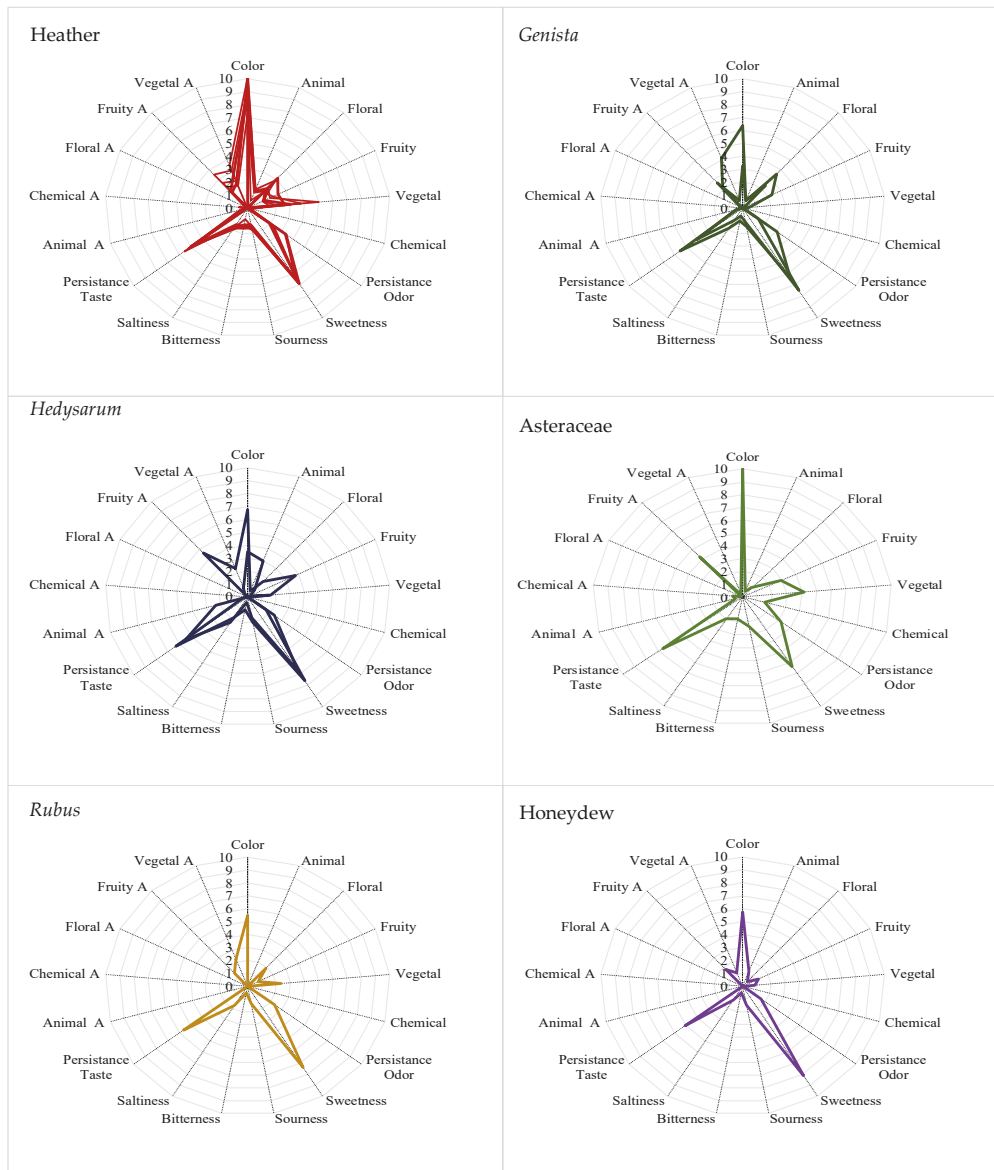 Heather
Color
Vegetal A
Animal
Fruity A
Floral
Floral A
Fruity
Chemical A
Vegetal
Animal  A
Chemical
Persistance
Taste
Persistance
Odor
Saltiness
Sweetness
Bitterness
Sourness
10
9
8
7
6
5
4
3
2
1
0
Genista
Color
Vegetal A
Animal
Fruity A
Floral
Floral A
Fruity
Chemical A
Vegetal
Animal  A
Chemical
Persistance
Taste
Persistance
Odor
Saltiness
Sweetness
Bitterness
Sourness
10
9
8
7
6
5
4
3
2
1
0
Hedysarum
Color
Vegetal A
Animal
Fruity A
Floral
Floral A
Fruity
Chemical A
Vegetal
Animal  A
Chemical
Persistance
Taste
Persistance
Odor
Saltiness
Sweetness
Bitterness
Sourness
10
9
8
7
6
5
4
3
2
1
0
Asteraceae
Color
Vegetal A
Animal
Fruity A
Floral
Floral A
Fruity
Chemical A
Vegetal
Animal  A
Chemical
Persistance
Taste
Persistance
Odor
Saltiness
Sweetness
Bitterness
Sourness
10
9
8
7
6
5
4
3
2
1
0
Rubus
Color
Vegetal A
Animal
Fruity A
Floral
Floral A
Fruity
Chemical A
Vegetal
Animal  A
Chemical
Persistance
Taste
Persistance
Odor
Saltiness
Sweetness
Bitterness
Sourness
10
9
8
7
6
5
4
3
2
1
0
Honeydew
Color
Vegetal A
Animal
Fruity A
Floral
Floral A
Fruity
Chemical A
Vegetal
Animal  A
Chemical
Persistance
Taste
Persistance
Odor
Saltiness
Sweetness
Bitterness
Sourness
10
9
8
7
6
5
4
3
2
1
0